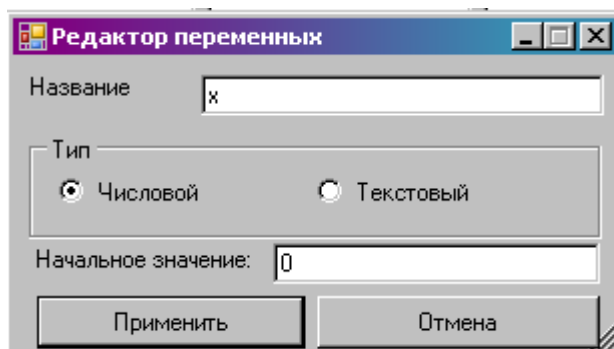 Редактор переменных
Название x
Тип
Числовой Текстовый
Начальное значение: 0
Применить Отмена